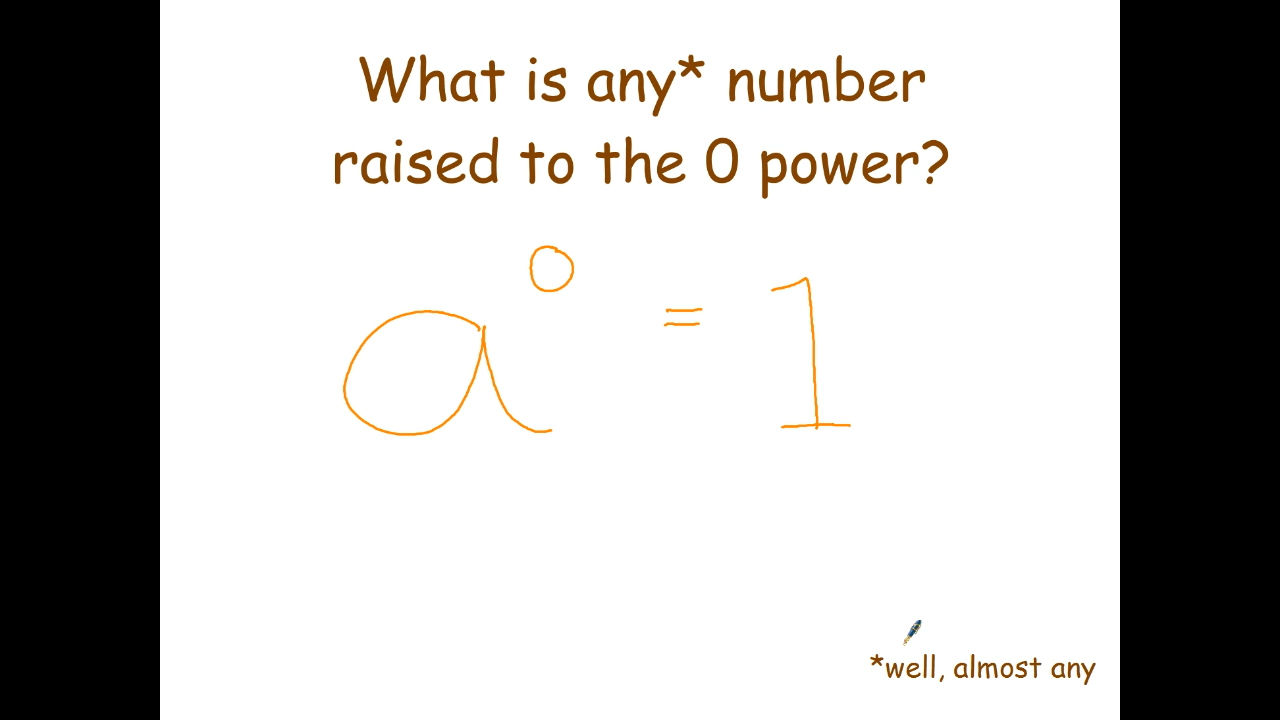 What is any* number
raised to the 0 power?
a⁰ = 1
*well, almost any